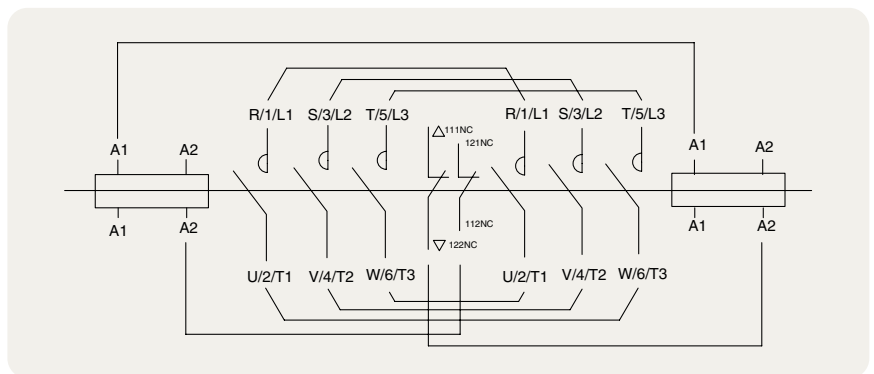 R/1/L1 S/3/L2 T/5/L3 R/1/L1 S/3/L2 T/5/L3
111NC
121NC
A1 A2 A1 A2
A1 A2 A1 A2
112NC
122NC
U/2/T1 V/4/T2 W/6/T3 U/2/T1 V/4/T2 W/6/T3